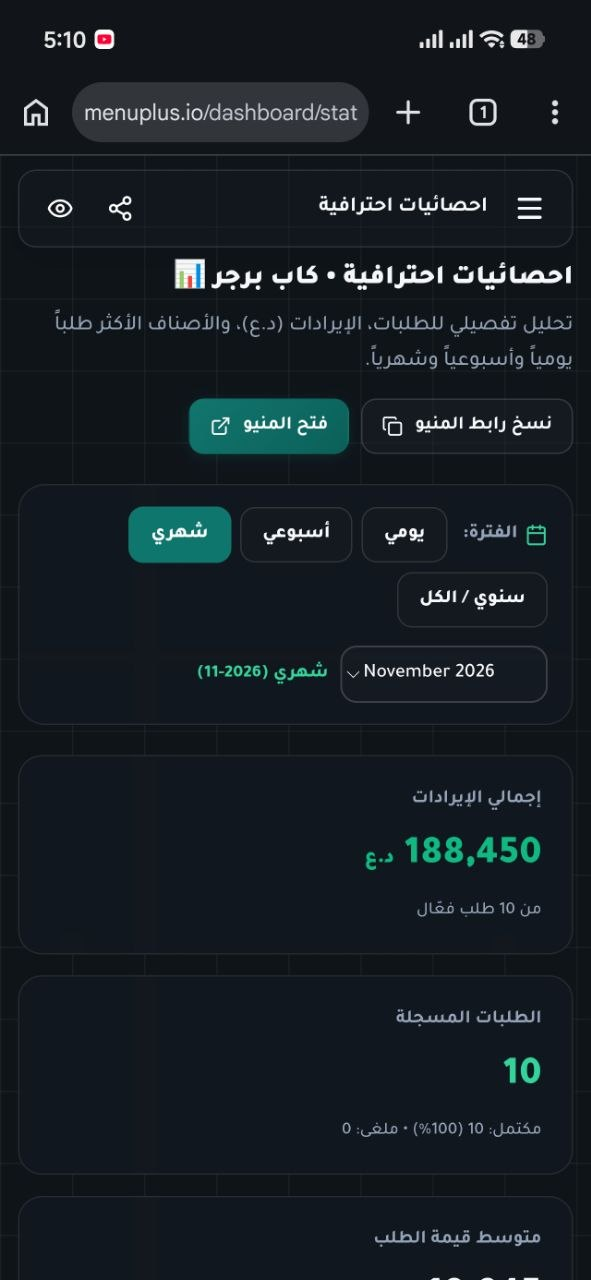 5:10
48
menuplus.io/dashboard/stat
1
احصائيات احترافية
احصائيات احترافية • كاب برجر 📊
تحليل تفصيلي للطلبات، الإيرادات (د.ع)، والأصناف الأكثر طلباً
يومياً وأسبوعياً وشهرياً.
نسخ رابط المنيو
فتح المنيو
الفترة:
يومي
أسبوعي
شهري
سنوي / الكل
November 2026
شهري (2026-11)
إجمالي الإيرادات
188,450 د.ع
من 10 طلب فعّال
الطلبات المسجلة
10
مكتمل: 10 (100%) • ملغى: 0
متوسط قيمة الطلب